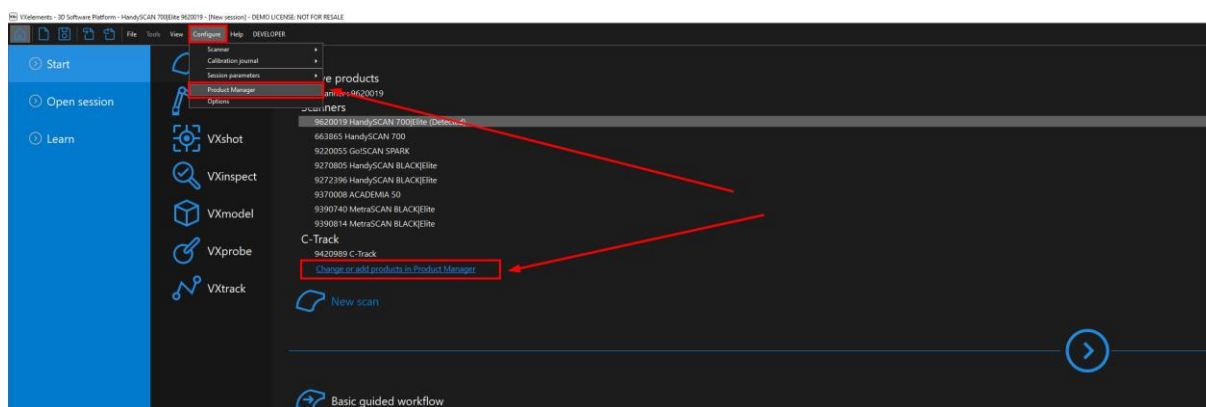 VXelements - 3D Software Platform - HandySCAN 700|Elite 9620019 - [New session] - DEMO LICENSE: NOT FOR RESALE
File Tools View Configure Help DEVELOPER
Scanner
Calibration journal
Session parameters
Product Manager
Options
Start
Open session
Learn
VXshot
VXinspect
VXmodel
VXprobe
VXtrack
products
9620019
Scanners
9620019 HandySCAN 700|Elite (Detected)
663865 HandySCAN 700
9220055 Go!SCAN SPARK
9270805 HandySCAN BLACK|Elite
9272396 HandySCAN BLACK|Elite
9370008 ACADEMIA 50
9390740 MetraSCAN BLACK|Elite
9390814 MetraSCAN BLACK|Elite
C-Track
9420989 C-Track
Change or add products in Product Manager
New scan
Basic guided workflow